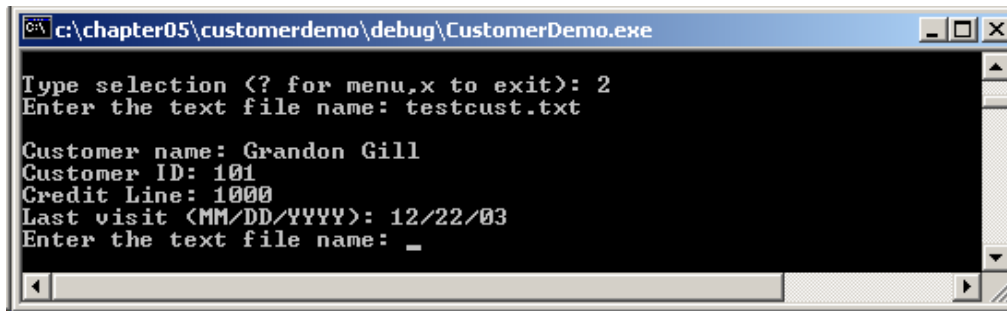 c:\chapter05\customerdemo\debug\CustomerDemo.exe
Type selection (? for menu,x to exit): 2
Enter the text file name: testcust.txt
Customer name: Grandon Gill
Customer ID: 101
Credit Line: 1000
Last visit (MM/DD/YYYY): 12/22/03
Enter the text file name: _